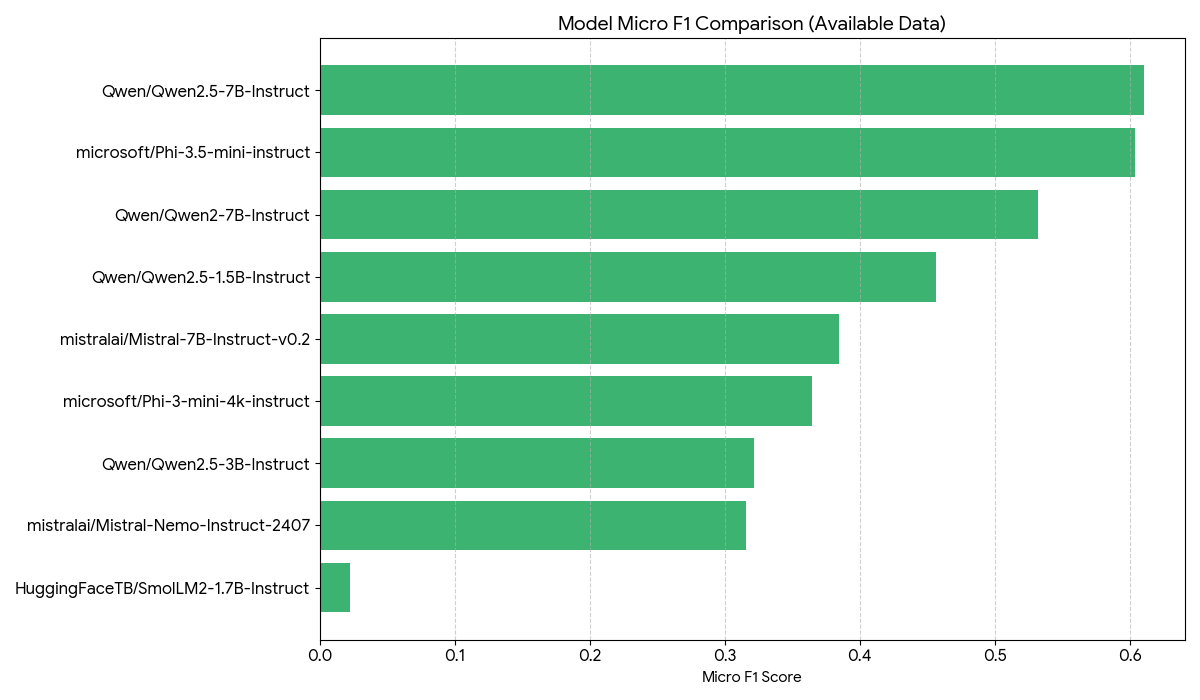 Model Micro F1 Comparison (Available Data)
Qwen/Qwen2.5-7B-Instruct
microsoft/Phi-3.5-mini-instruct
Qwen/Qwen2-7B-Instruct
Qwen/Qwen2.5-1.5B-Instruct
mistralai/Mistral-7B-Instruct-v0.2
microsoft/Phi-3-mini-4k-instruct
Qwen/Qwen2.5-3B-Instruct
mistralai/Mistral-Nemo-Instruct-2407
HuggingFaceTB/SmolLM2-1.7B-Instruct
0.0 0.1 0.2 0.3 0.4 0.5 0.6
Micro F1 Score